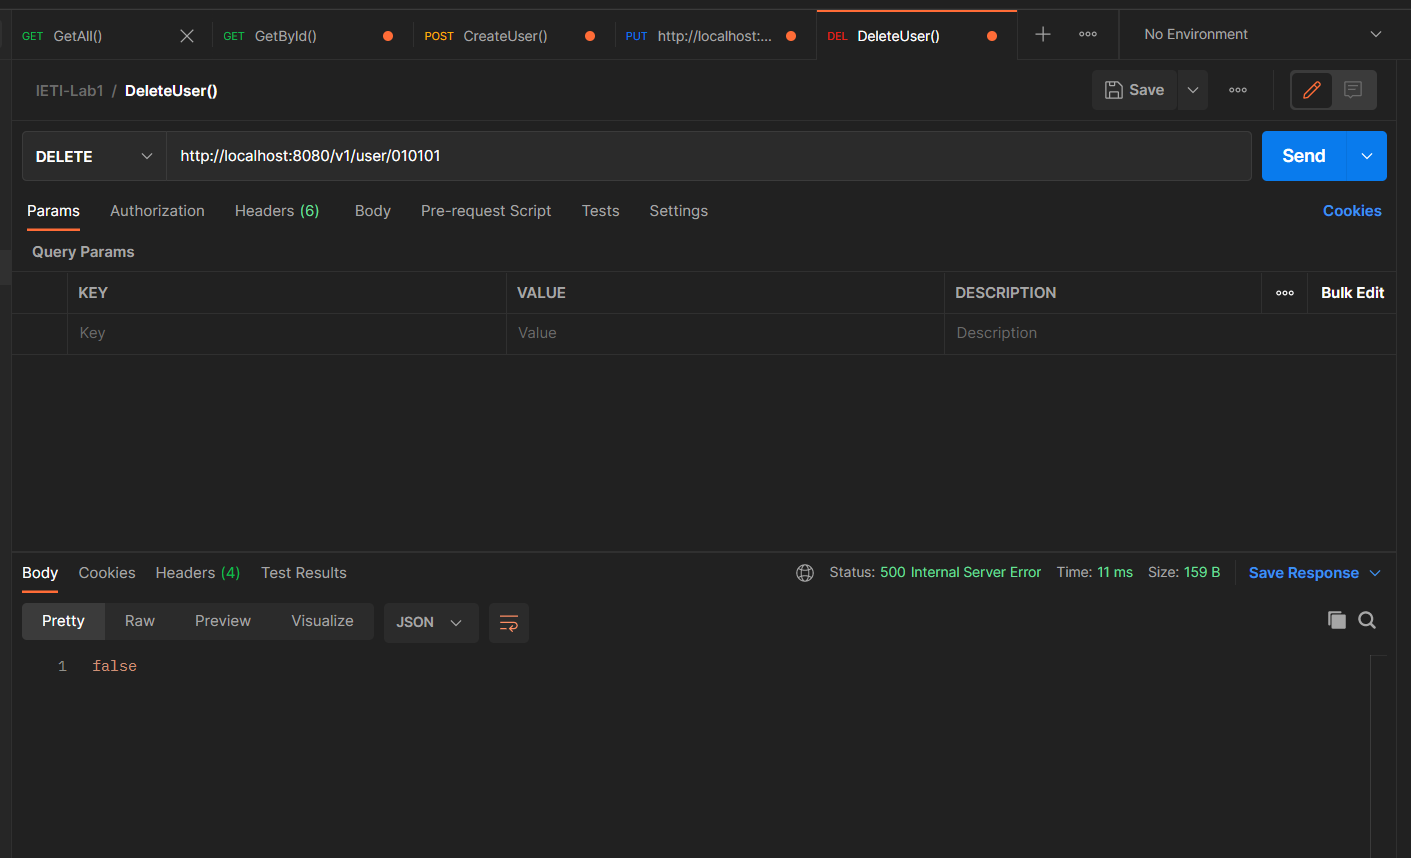 GET GetAll() GET GetById() POST CreateUser() PUT http://localhost:... DEL DeleteUser() No Environment
IETI-Lab1 / DeleteUser() Save
DELETE http://localhost:8080/v1/user/010101 Send
Params Authorization Headers (6) Body Pre-request Script Tests Settings Cookies
Query Params
KEY VALUE DESCRIPTION Bulk Edit
Key Value Description
Body Cookies Headers (4) Test Results Status: 500 Internal Server Error Time: 11 ms Size: 159 B Save Response
Pretty Raw Preview Visualize JSON
1 false